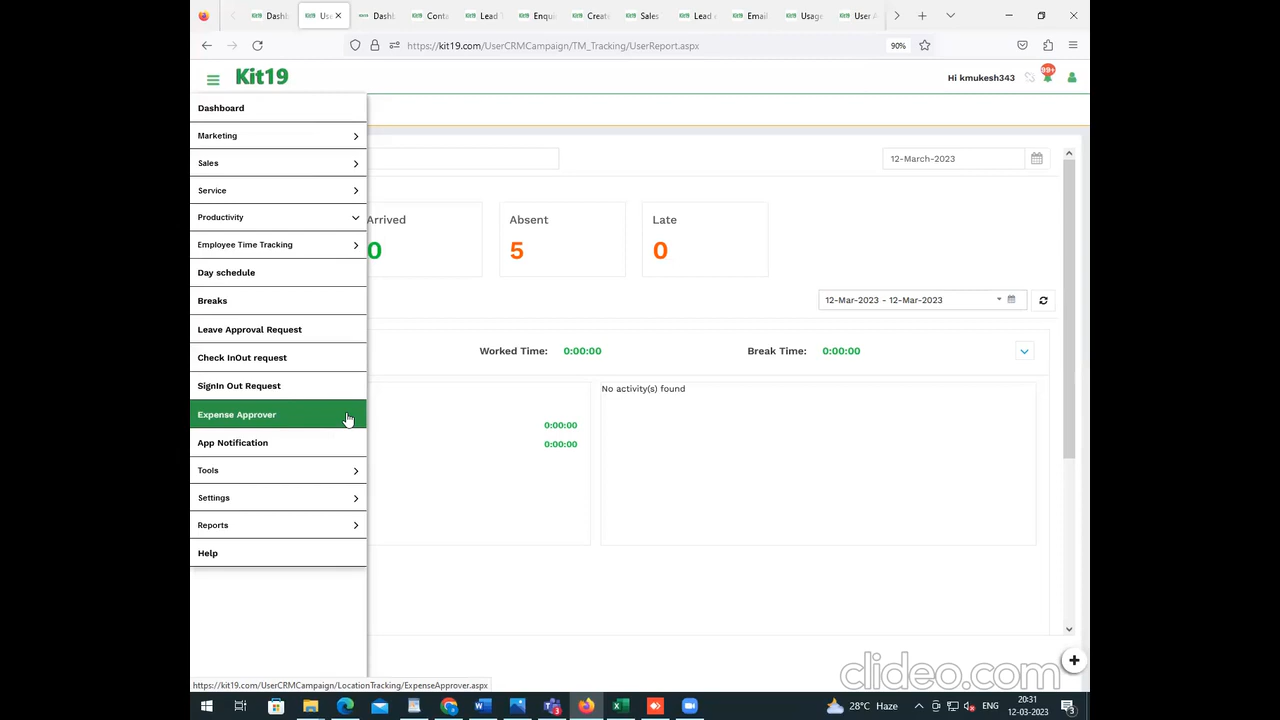 Dashb
Use
Dashb
Conta
Lead T
Enqu
Create
Sales
Lead e
Email
Usage
User A
https://kit19.com/UserCRMCampaign/TM_Tracking/UserReport.aspx
90%
Kit19
Hi kmukesh343
99+
Dashboard
Marketing
Sales
Service
Productivity
Employee Time Tracking
Day schedule
Breaks
Leave Approval Request
Check InOut request
SignIn Out Request
Expense Approver
App Notification
Tools
Settings
Reports
Help
12-March-2023
Arrived
0
Absent
5
Late
0
12-Mar-2023 - 12-Mar-2023
Worked Time: 0:00:00
Break Time: 0:00:00
No activity(s) found
0:00:00
0:00:00
clideo.com
https://kit19.com/UserCRMCampaign/LocationTracking/ExpenseApprover.aspx
28°C Haze
ENG
20:31
12-03-2023
3